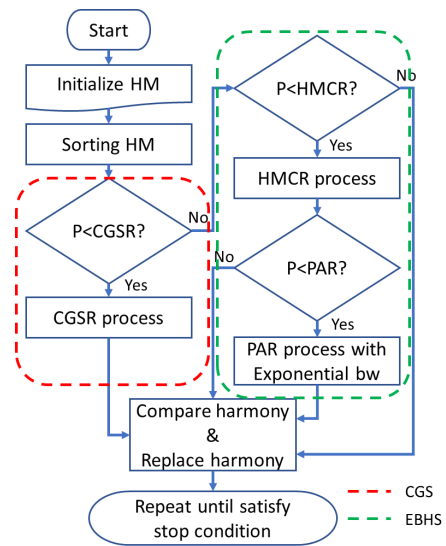 Start
Initialize HM
Sorting HM
P<CGSR?
No
Yes
CGSR process
P<HMCR?
No
Yes
HMCR process
No
P<PAR?
Yes
PAR process with
Exponential bw
Compare harmony
&
Replace harmony
Repeat until satisfy
stop condition
CGS
EBHS